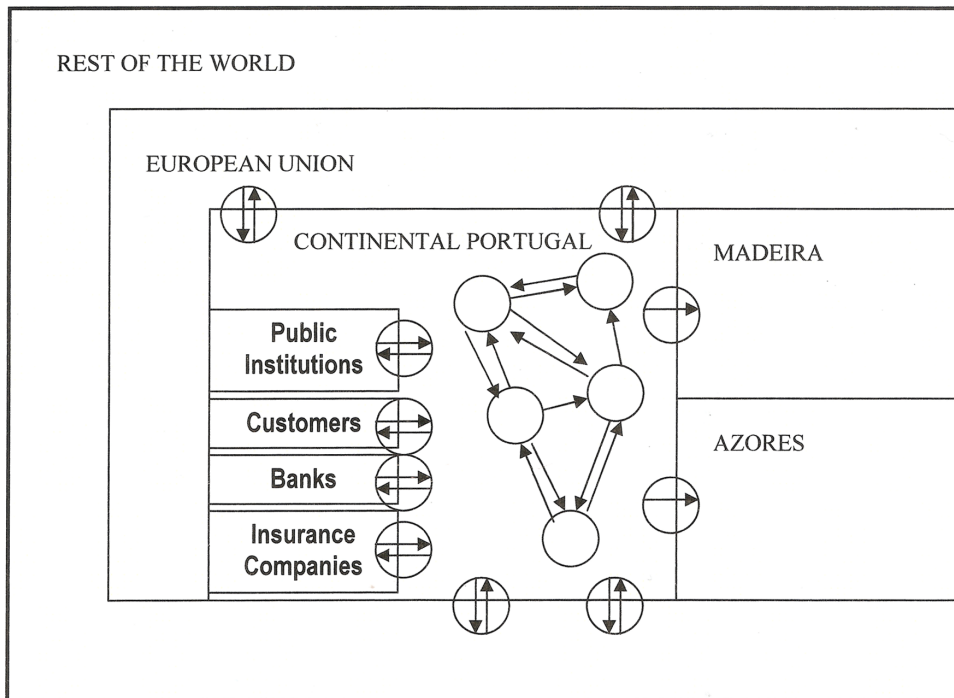 REST OF THE WORLD
EUROPEAN UNION
CONTINENTAL PORTUGAL
MADEIRA
Public
Institutions
Customers
AZORES
Banks
Insurance
Companies